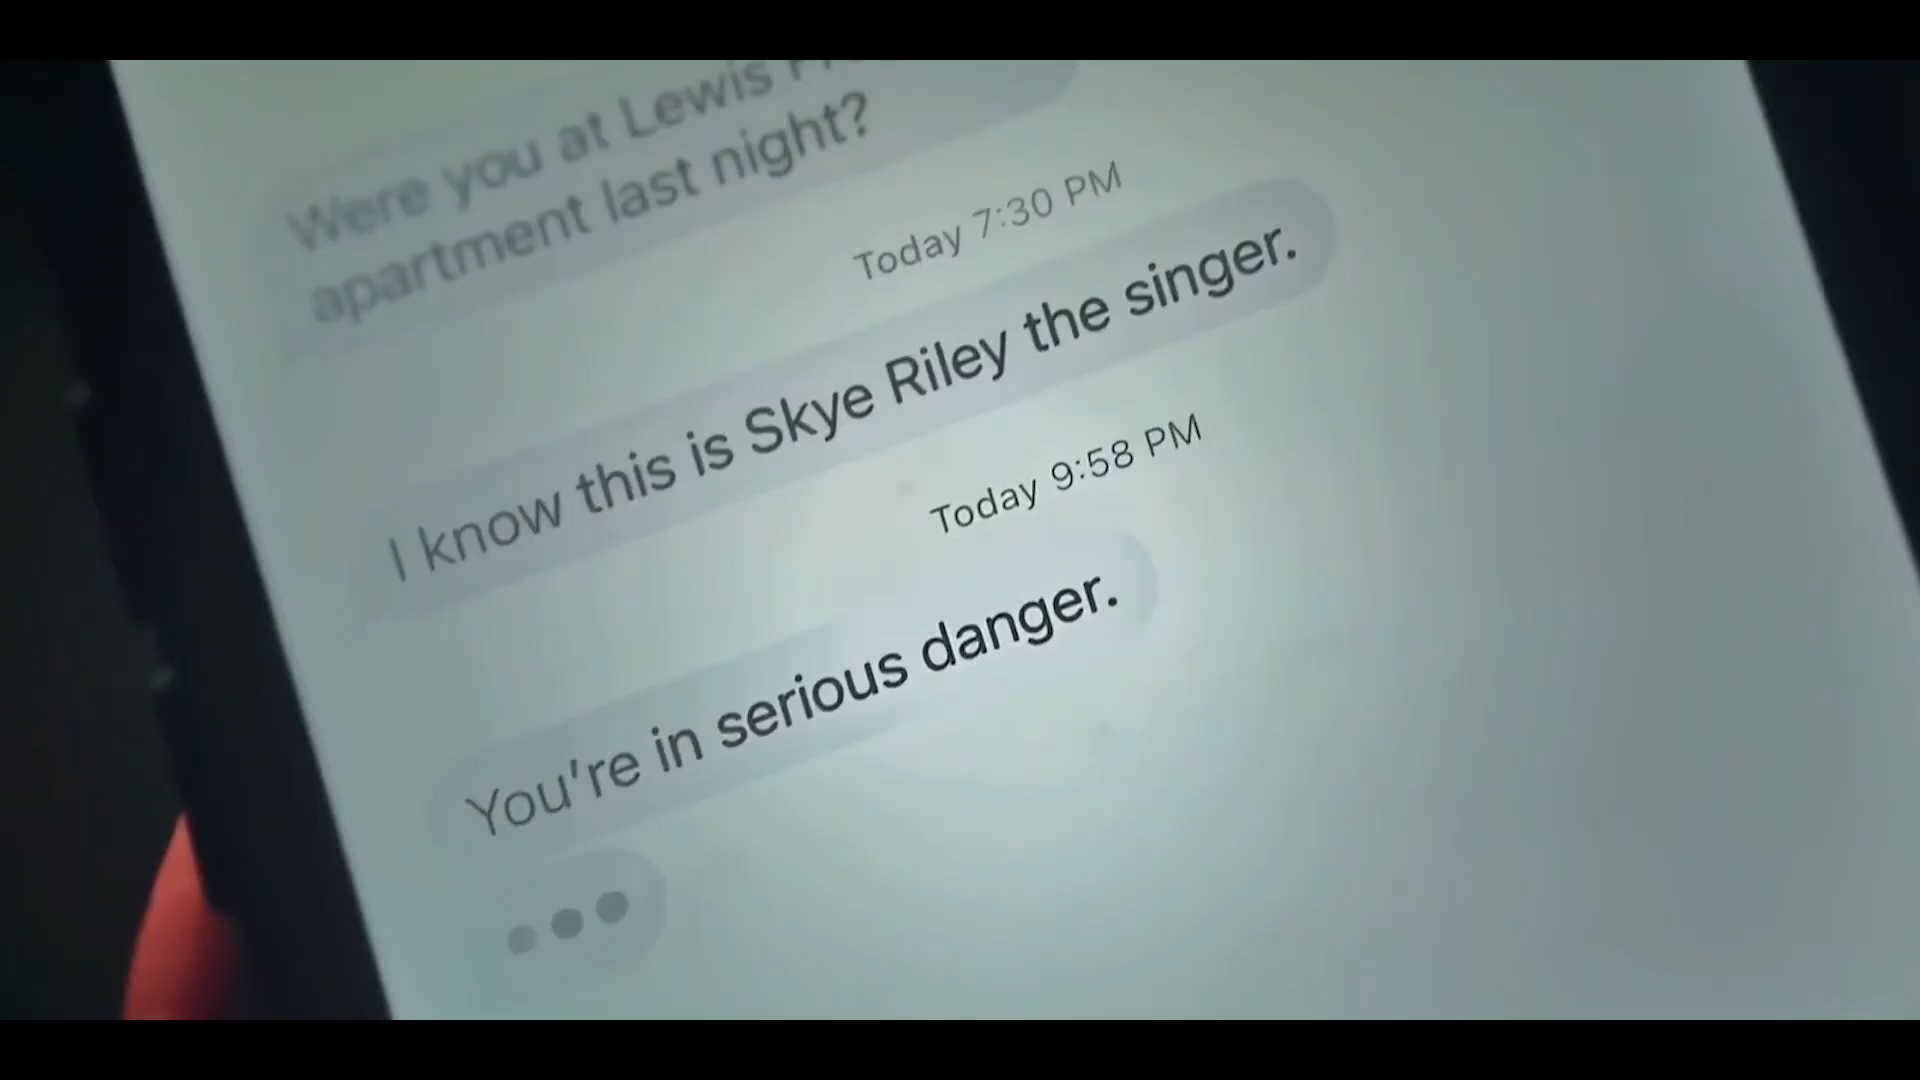 Were you at Lewis
apartment last night?
Today 7:30 PM
I know this is Skye Riley the singer.
Today 9:58 PM
You're in serious danger.